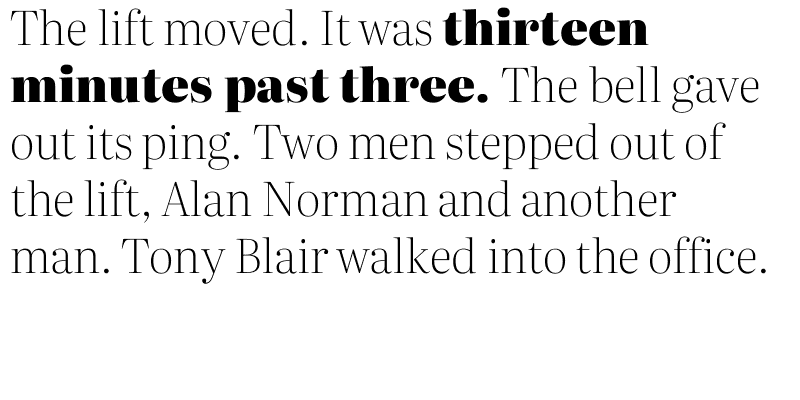 The lift moved. It was thirteen
minutes past three. The bell gave
out its ping. Two men stepped out of
the lift, Alan Norman and another
man. Tony Blair walked into the office.